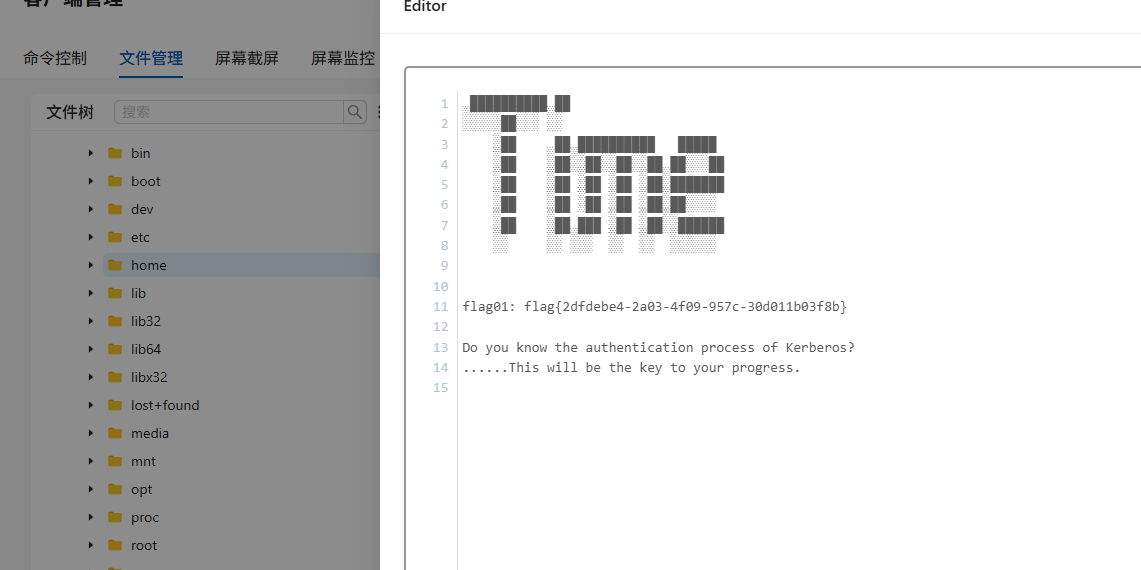 客户端管理
Editor
命令控制
文件管理
屏幕截屏
屏幕监控
文件树
搜索
bin
boot
dev
etc
home
lib
lib32
lib64
libx32
lost+found
media
mnt
opt
proc
root
1
2
3
4
5
6
7
8
9
10
11
12
13
14
15
Time
flag01: flag{2dfdebe4-2a03-4f09-957c-30d011b03f8b}
Do you know the authentication process of Kerberos?
......This will be the key to your progress.